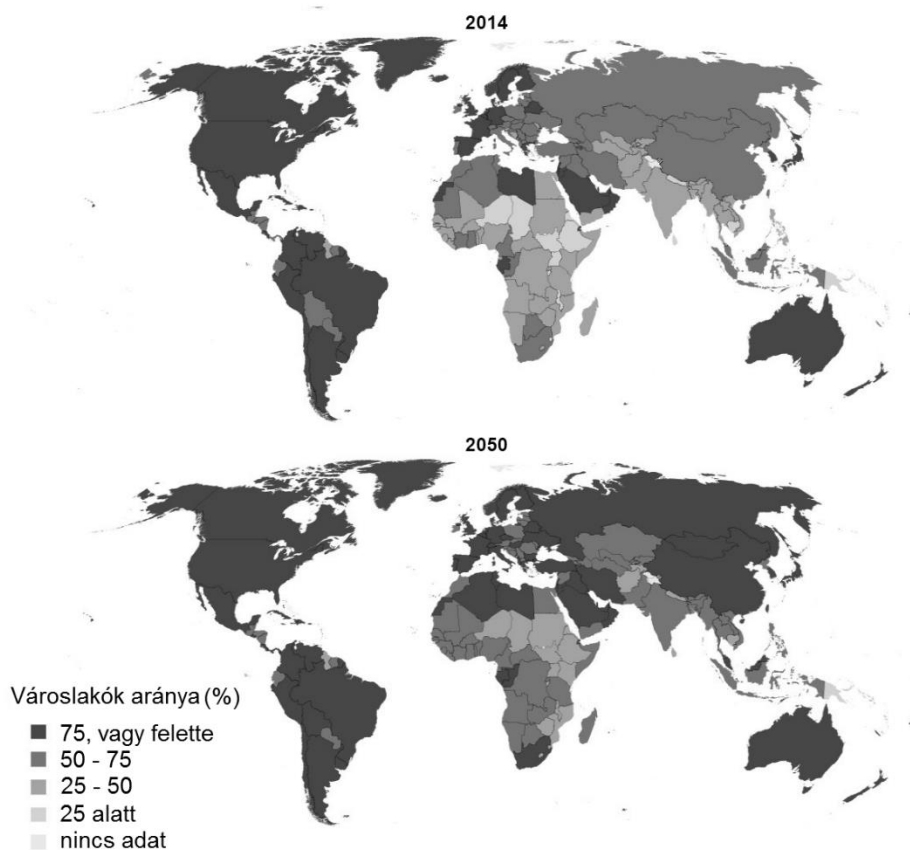 2014
2050
Városlakók aránya (%)
75, vagy felette
50 - 75
25 - 50
25 alatt
nincs adat